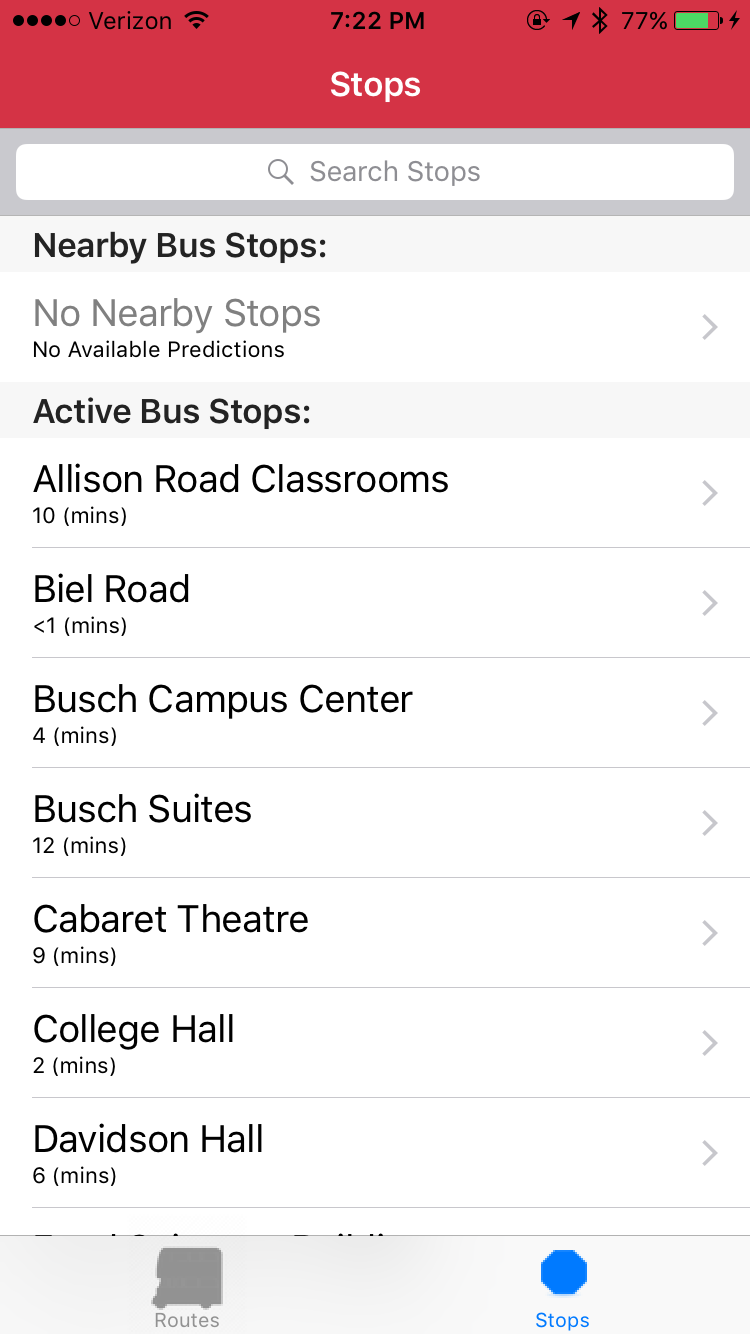 Verizon 7:22 PM 77%
Stops
Search Stops
Nearby Bus Stops:
No Nearby Stops
No Available Predictions
Active Bus Stops:
Allison Road Classrooms
10 (mins)
Biel Road
<1 (mins)
Busch Campus Center
4 (mins)
Busch Suites
12 (mins)
Cabaret Theatre
9 (mins)
College Hall
2 (mins)
Davidson Hall
6 (mins)
Routes Stops